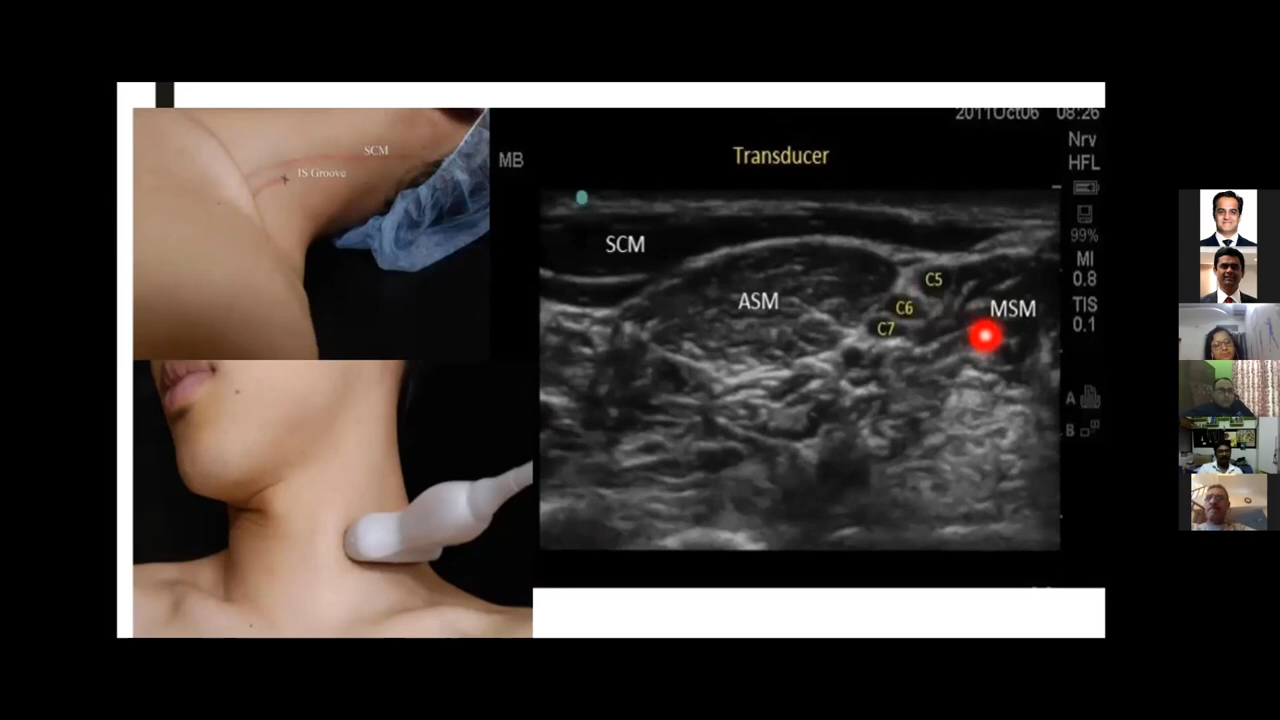 SCM
IS Groove
2011Oct06 08:26
MB
Transducer
Nrv
HFL
99%
MI
0.8
TIS
0.1
SCM
ASM
C5
C6
C7
MSM
A
B